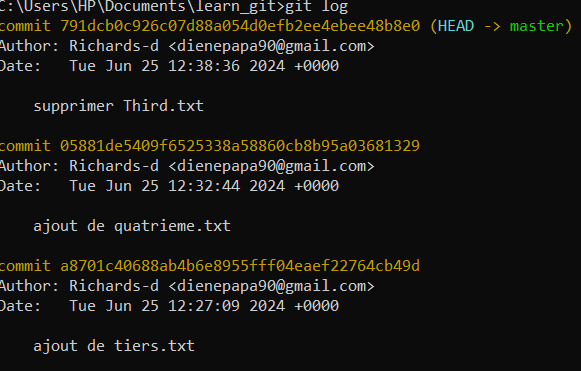 C:\Users\HP\Documents\learn_git>git log
commit 791dcb0c926c07d88a054d0efb2ee4ebee48b8e0 (HEAD -> master)
Author: Richards-d <dienepapa90@gmail.com>
Date:   Tue Jun 25 12:38:36 2024 +0000
supprimer Third.txt
commit 05881de5409f6525338a58860cb8b95a03681329
Author: Richards-d <dienepapa90@gmail.com>
Date:   Tue Jun 25 12:32:44 2024 +0000
ajout de quatrieme.txt
commit a8701c40688ab4b6e8955fff04eaef22764cb49d
Author: Richards-d <dienepapa90@gmail.com>
Date:   Tue Jun 25 12:27:09 2024 +0000
ajout de tiers.txt